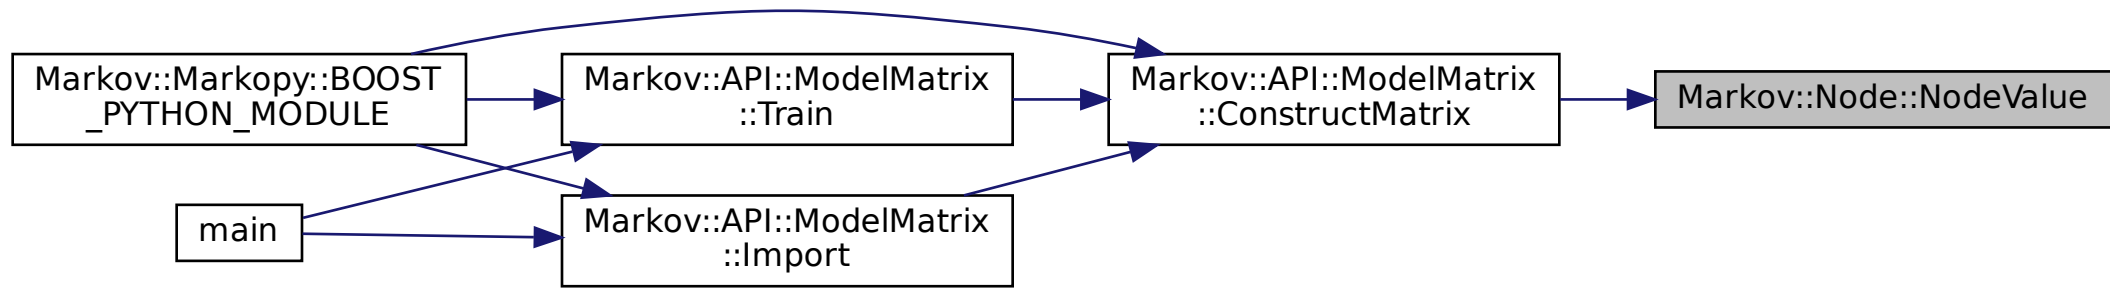 Markov::Markopy::BOOST
_PYTHON_MODULE
Markov::API::ModelMatrix
::Train
Markov::API::ModelMatrix
::ConstructMatrix
Markov::Node::NodeValue
main
Markov::API::ModelMatrix
::Import